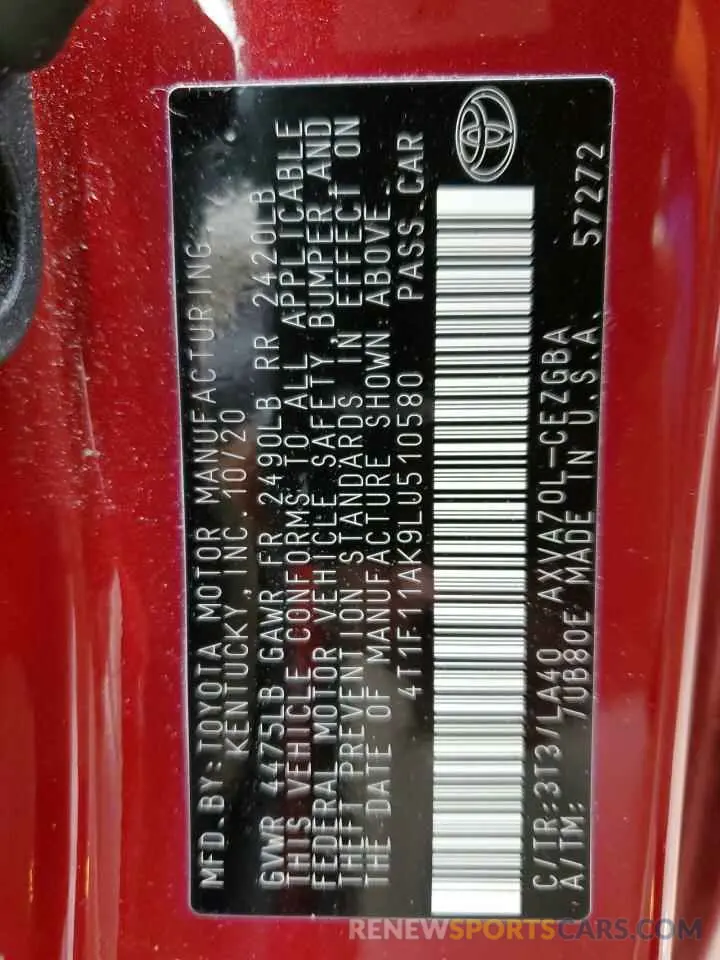 MFD.BY:TOYOTA MOTOR MANUFACTURING,
KENTUCKY, INC. 10/20
GVWR 4475LB GAWR FR 2490LB RR 2420LB
THIS VEHICLE CONFORMS TO ALL APPLICABLE
FEDERAL MOTOR VEHICLE SAFETY, BUMPER AND
THEFT PREVENTION STANDARDS IN EFFECT ON
THE DATE OF MANUFACTURE SHOWN ABOVE.
4T1F11AK9LU510580 PASS.CAR
C/TR:3T3/LA40 AXVA70L-CEZGBA
A/TM: /UB80E MADE IN U.S.A. 57272
RENEWSPORTSCARS.COM